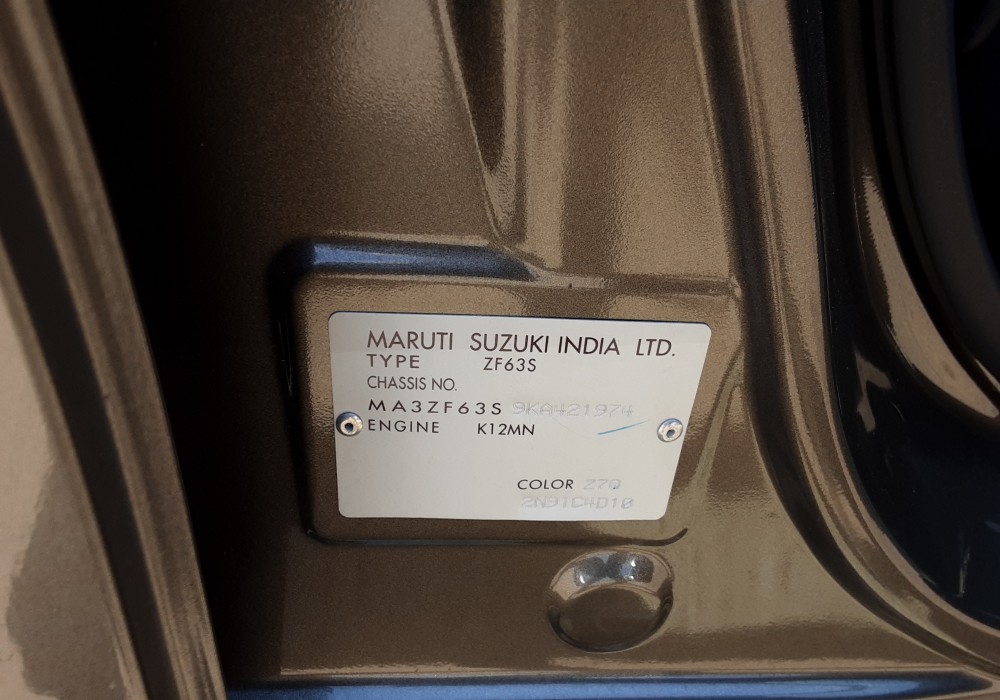 MARUTI SUZUKI INDIA LTD.
TYPE ZF63S
CHASSIS NO.
MA3ZF63S 9KA421974
ENGINE K12MN
COLOR 27Q
2N91C4D10